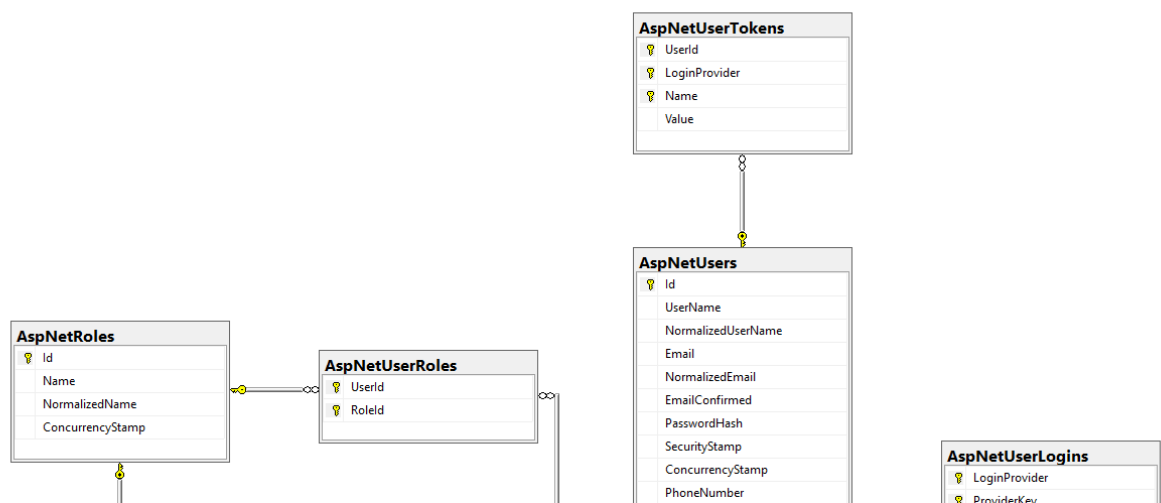 AspNetUserTokens
UserId
LoginProvider
Name
Value
AspNetUsers
Id
UserName
NormalizedUserName
Email
NormalizedEmail
EmailConfirmed
PasswordHash
SecurityStamp
ConcurrencyStamp
PhoneNumber
AspNetRoles
Id
Name
NormalizedName
ConcurrencyStamp
AspNetUserRoles
UserId
RoleId
AspNetUserLogins
LoginProvider
ProviderKey